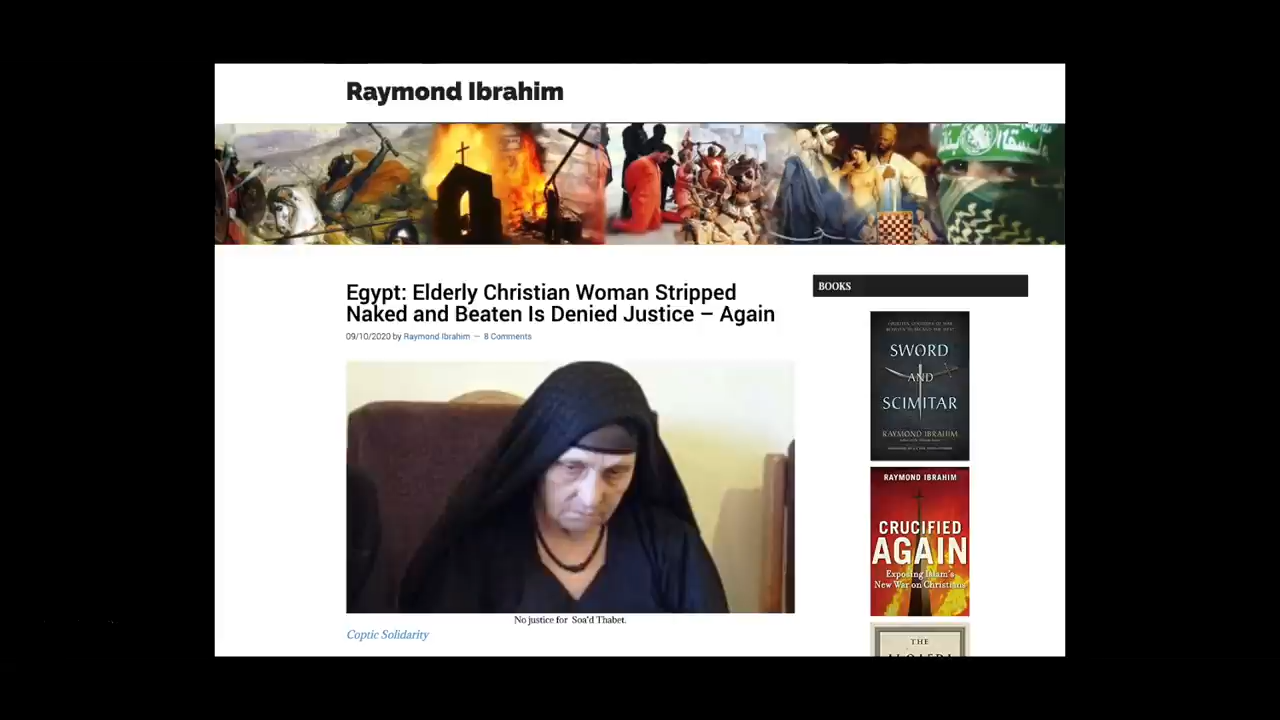 Raymond Ibrahim
Egypt: Elderly Christian Woman Stripped
Naked and Beaten Is Denied Justice – Again
09/10/2020 by Raymond Ibrahim — 8 Comments
No justice for Soa'd Thabet.
Coptic Solidarity
BOOKS
SWORD
AND
SCIMITAR
RAYMOND IBRAHIM
RAYMOND IBRAHIM
CRUCIFIED
AGAIN
Exposing Islam's
New War on Christians
THE